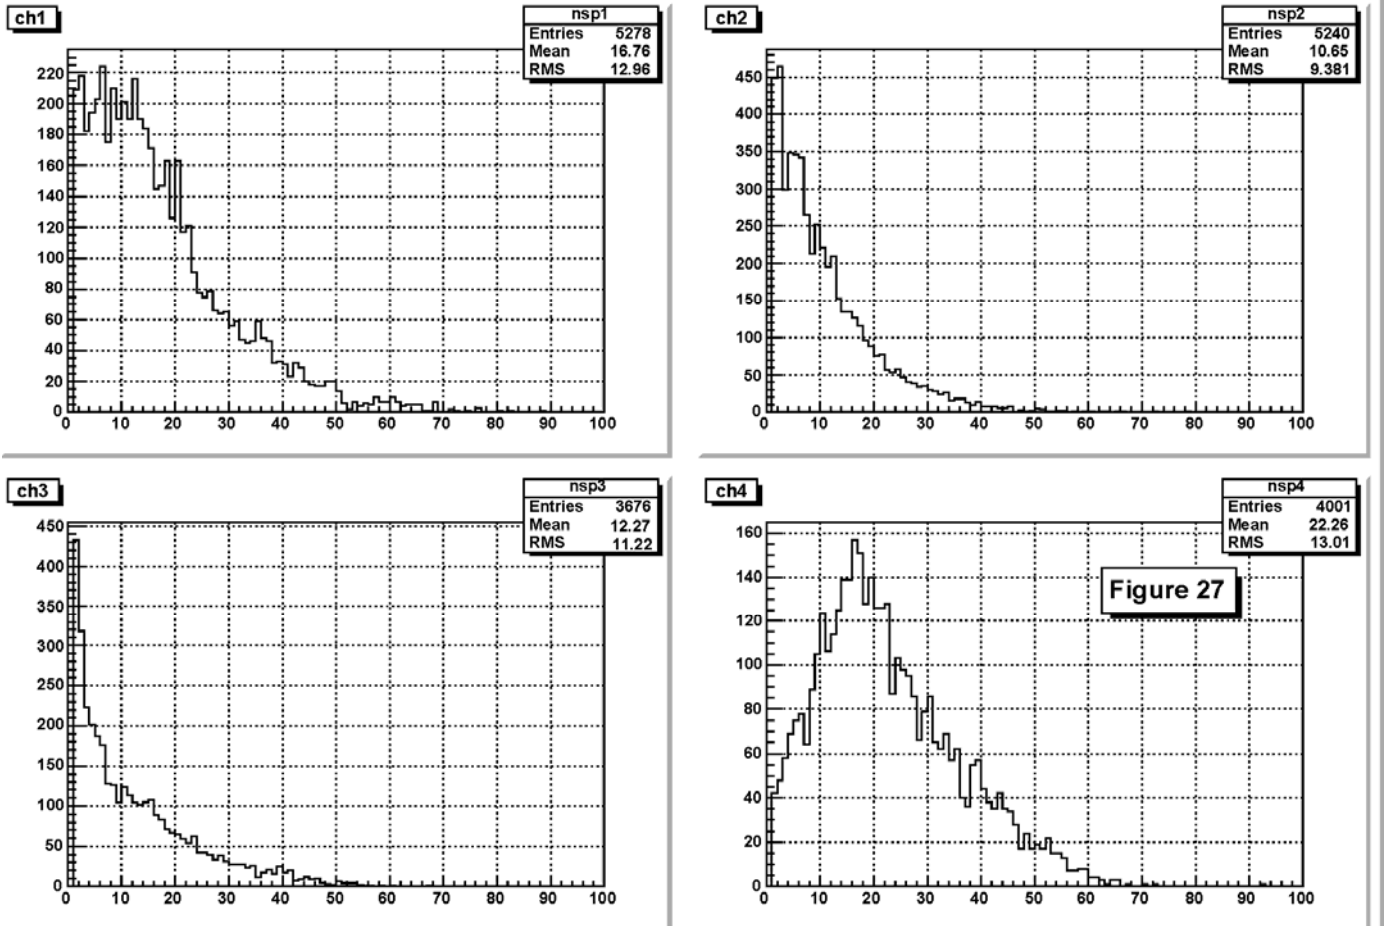 ch1
nsp1
Entries 5278
Mean 16.76
RMS 12.96
220
200
180
160
140
120
100
80
60
40
20
0
0 10 20 30 40 50 60 70 80 90 100
ch2
nsp2
Entries 5240
Mean 10.65
RMS 9.381
450
400
350
300
250
200
150
100
50
0
0 10 20 30 40 50 60 70 80 90 100
ch3
nsp3
Entries 3676
Mean 12.27
RMS 11.22
450
400
350
300
250
200
150
100
50
0
0 10 20 30 40 50 60 70 80 90 100
ch4
nsp4
Entries 4001
Mean 22.26
RMS 13.01
Figure 27
160
140
120
100
80
60
40
20
0
0 10 20 30 40 50 60 70 80 90 100